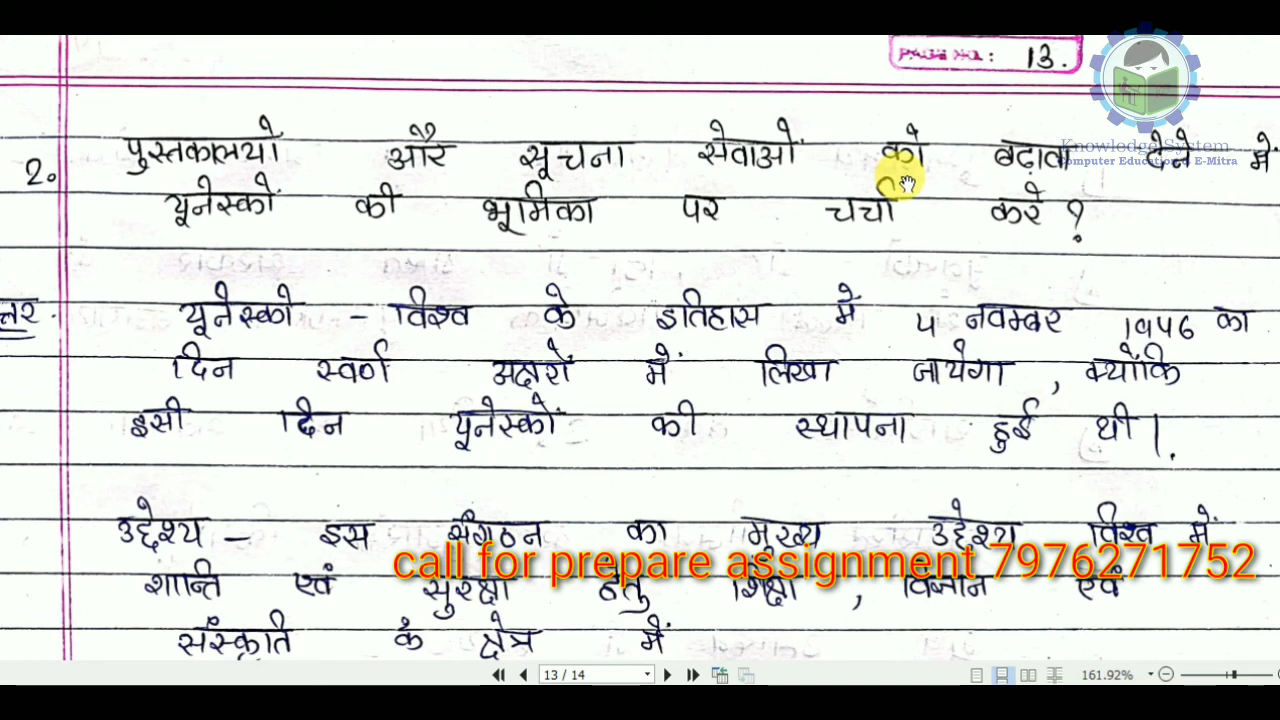 PAGE NO.: 13.
Knowledge System
Computer Education & E-Mitra
2. पुस्तकालयो और सूचना सेवाओं को बढ़ावा देने में
यूनेस्को की भूमिका पर चर्चा करे ?
त्तर. यूनेस्को - विश्व के इतिहास में 4 नवम्बर 1946 का
दिन स्वर्ण अक्षरों में लिखा जायेगा, क्योंकि
इसी दिन यूनेस्कों की स्थापना हुई थी।.
उद्देश्य - इस संगठन का मुख्य उद्देश्य विश्व में
call for prepare assignment 7976271752
शान्ति एवं सुरक्षा हेतु शिक्षा, विज्ञान एवं
संस्कृति के क्षेत्र में
13 / 14
161.92%